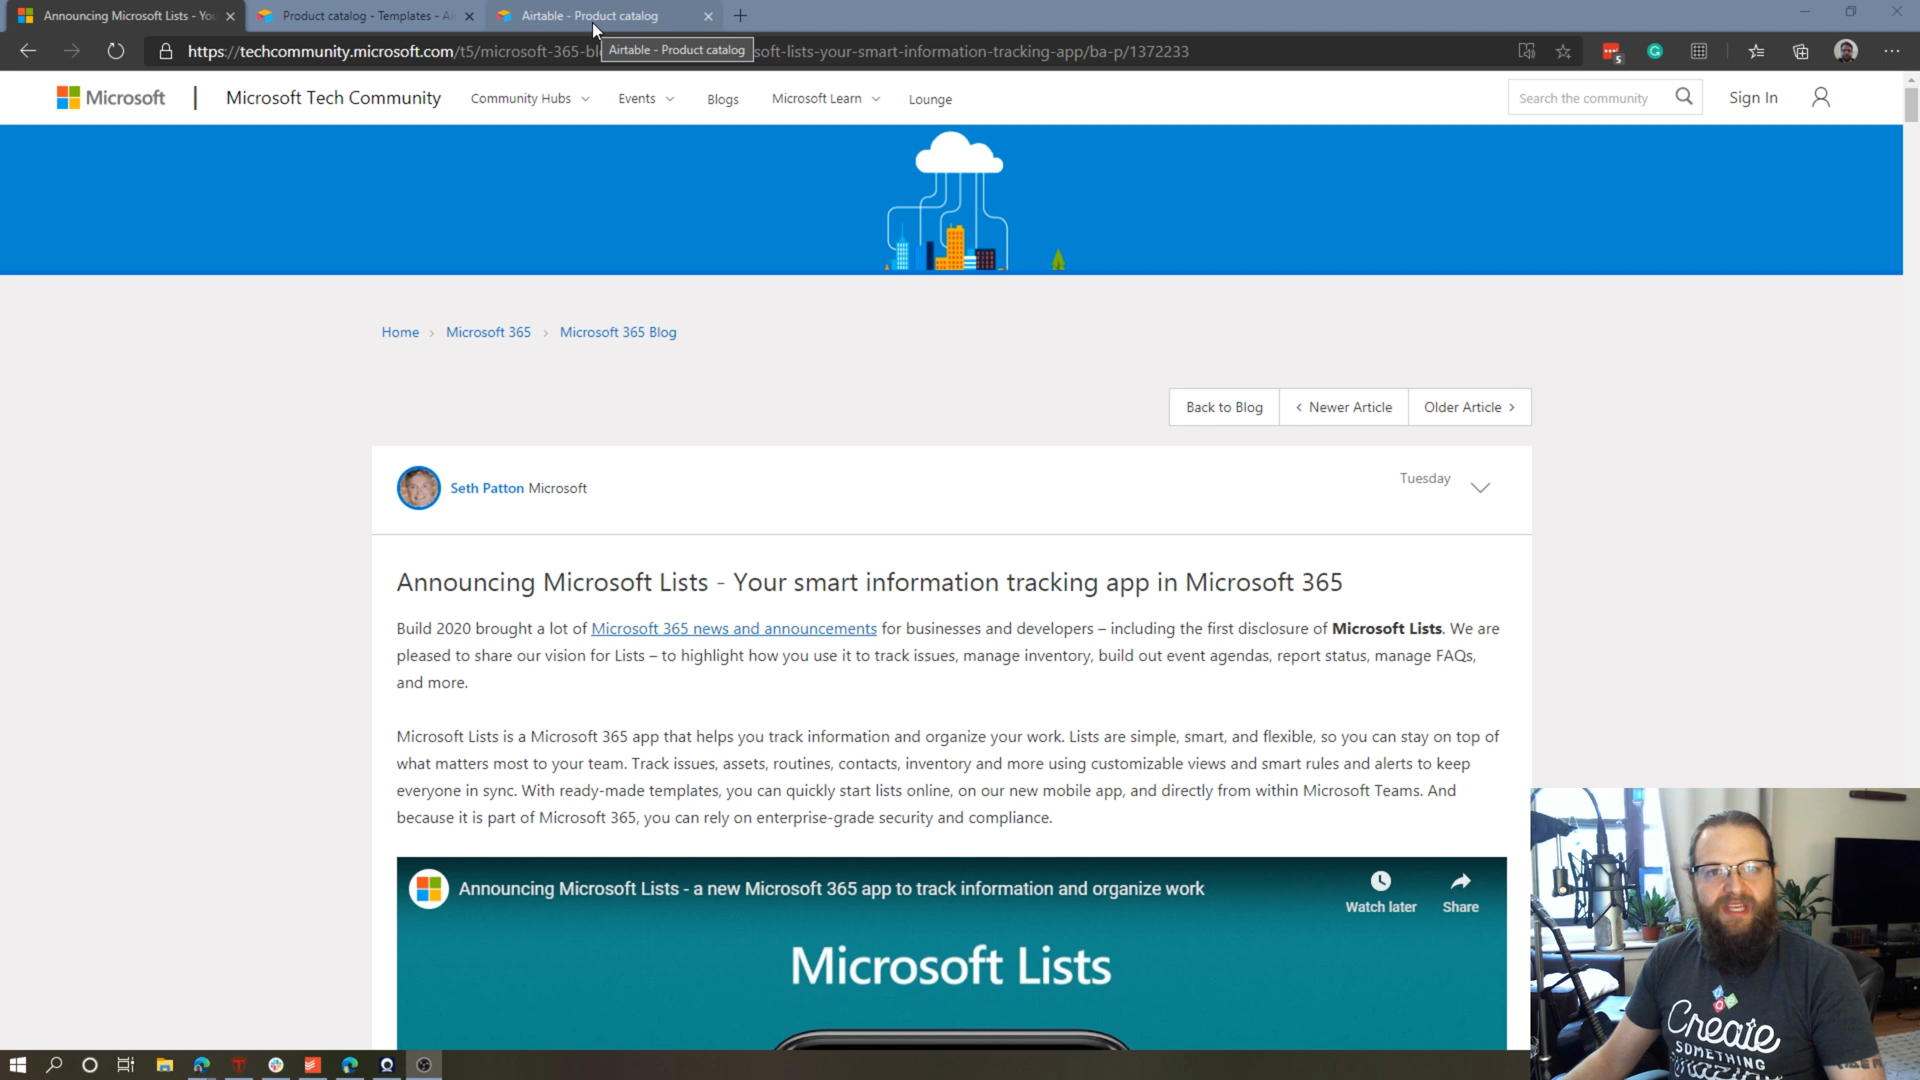 Announcing Microsoft Lists - You
Product catalog - Templates - Ai
Airtable - Product catalog
https://techcommunity.microsoft.com/t5/microsoft-365-bl
Airtable - Product catalog
soft-lists-your-smart-information-tracking-app/ba-p/1372233
5
Microsoft | Microsoft Tech Community
Community Hubs
Events
Blogs
Microsoft Learn
Lounge
Search the community
Sign In
Home > Microsoft 365 > Microsoft 365 Blog
Back to Blog
< Newer Article
Older Article >
Seth Patton Microsoft
Tuesday
Announcing Microsoft Lists - Your smart information tracking app in Microsoft 365
Build 2020 brought a lot of Microsoft 365 news and announcements for businesses and developers – including the first disclosure of Microsoft Lists. We are
pleased to share our vision for Lists – to highlight how you use it to track issues, manage inventory, build out event agendas, report status, manage FAQs,
and more.
Microsoft Lists is a Microsoft 365 app that helps you track information and organize your work. Lists are simple, smart, and flexible, so you can stay on top of
what matters most to your team. Track issues, assets, routines, contacts, inventory and more using customizable views and smart rules and alerts to keep
everyone in sync. With ready-made templates, you can quickly start lists online, on our new mobile app, and directly from within Microsoft Teams. And
because it is part of Microsoft 365, you can rely on enterprise-grade security and compliance.
Announcing Microsoft Lists - a new Microsoft 365 app to track information and organize work
Watch later
Share
Microsoft Lists
Create
SOMETHING